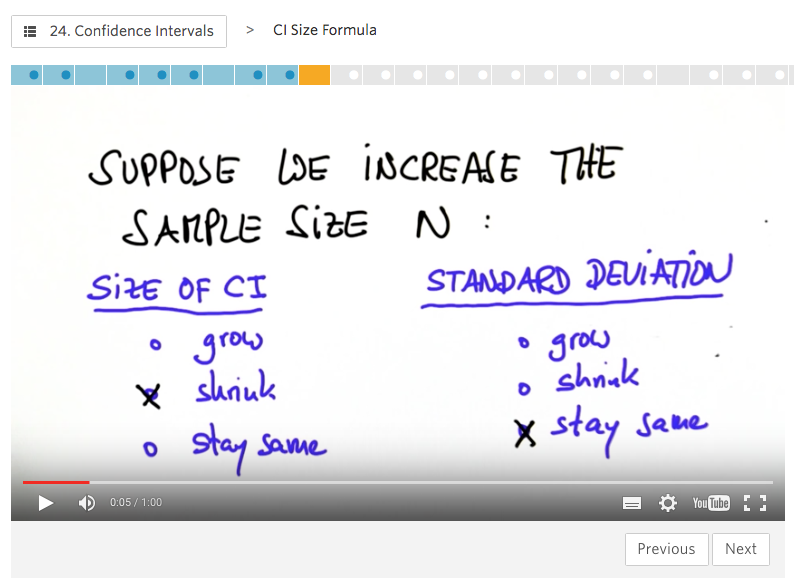 24. Confidence Intervals > CI Size Formula
SUPPOSE WE INCREASE THE
SAMPLE SIZE N :
SIZE OF CI
grow
shrink
stay same
STANDARD DEVIATION
grow
shrink
stay same
0:05 / 1:00
YouTube
Previous Next